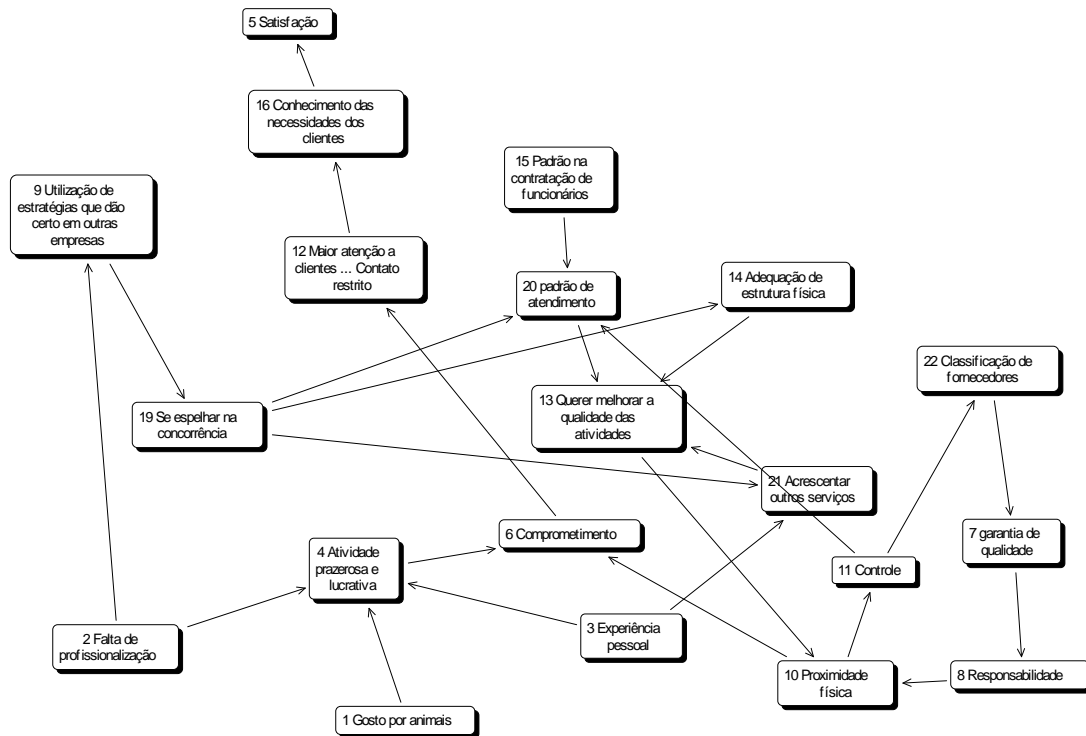 5 Satisfação
16 Conhecimento das
necessidades dos
clientes
15 Padrão na
contratação de
funcionários
9 Utilização de
estratégias que dão
certo em outras
empresas
12 Maior atenção a
clientes ... Contato
restrito
20 padrão de
atendimento
14 Adequação de
estrutura física
22 Classificação de
fornecedores
19 Se espelhar na
concorrência
13 Querer melhorar a
qualidade das
atividades
21 Acrescentar
outros serviços
6 Comprometimento
7 garantia de
qualidade
4 Atividade
prazerosa e
lucrativa
11 Controle
2 Falta de
profissionalização
3 Experiência
pessoal
10 Proximidade
física
8 Responsabilidade
1 Gosto por animais